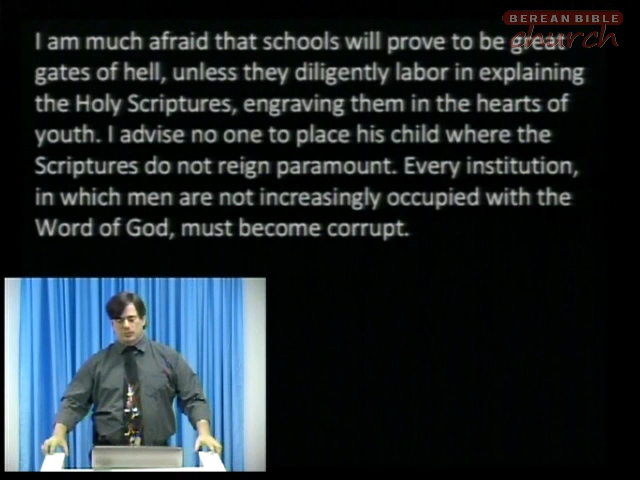 BEREAN BIBLE
church
I am much afraid that schools will prove to be great
gates of hell, unless they diligently labor in explaining
the Holy Scriptures, engraving them in the hearts of
youth. I advise no one to place his child where the
Scriptures do not reign paramount. Every institution,
in which men are not increasingly occupied with the
Word of God, must become corrupt.